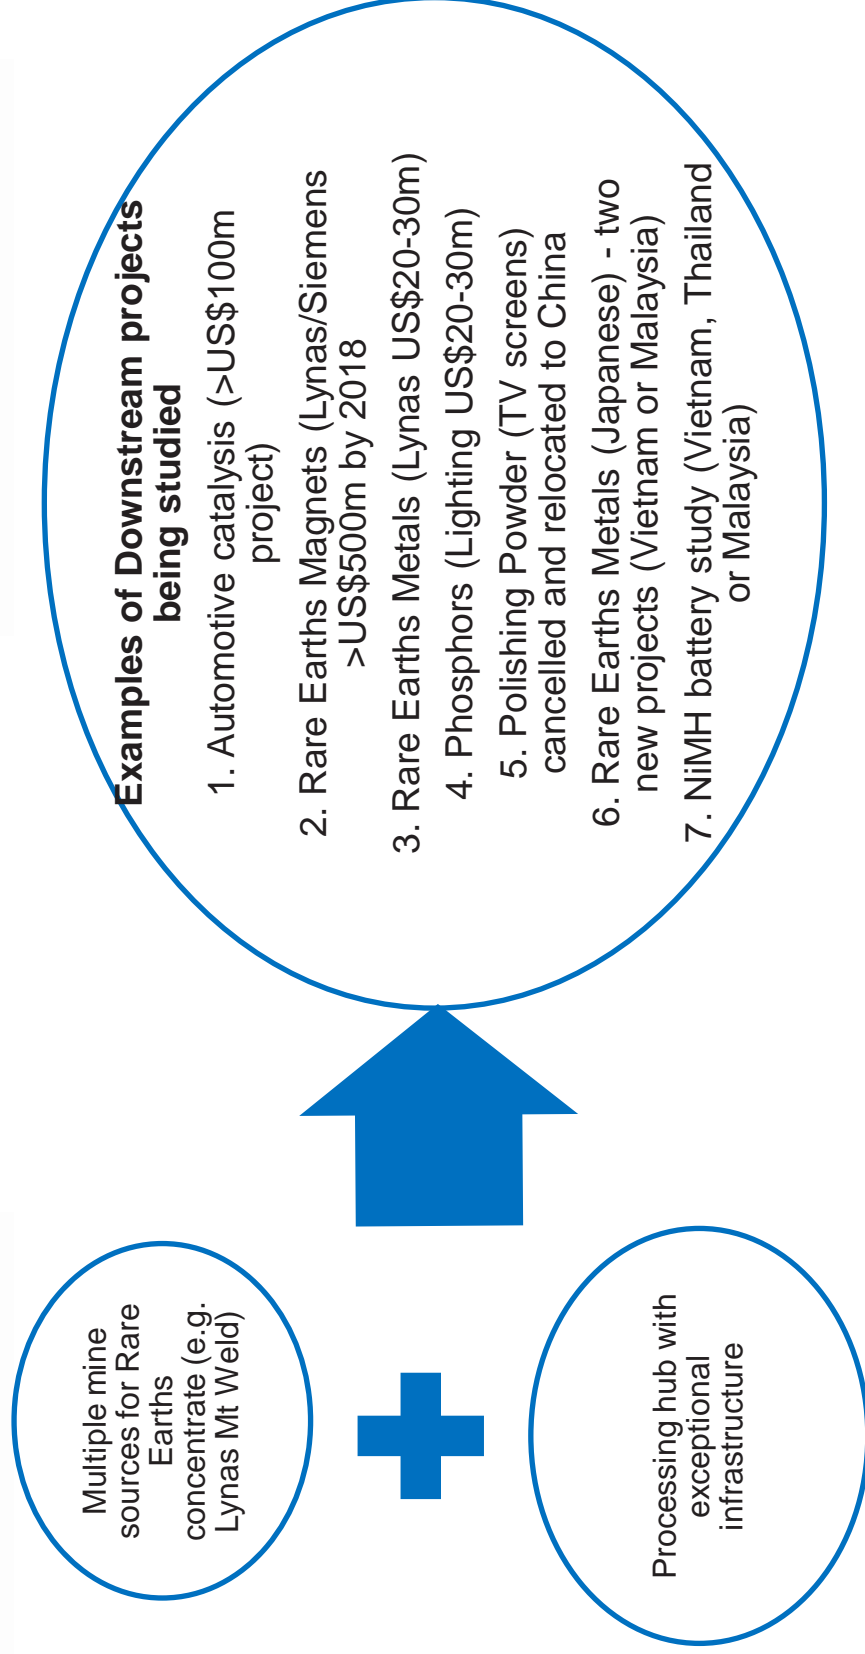 Multiple mine
sources for Rare
Earths
concentrate (e.g.
Lynas Mt Weld)
Processing hub with
exceptional
infrastructure
Examples of Downstream projects
being studied
1. Automotive catalysis (>US$100m
project)
2. Rare Earths Magnets (Lynas/Siemens
>US$500m by 2018
3. Rare Earths Metals (Lynas US$20-30m)
4. Phosphors (Lighting US$20-30m)
5. Polishing Powder (TV screens)
cancelled and relocated to China
6. Rare Earths Metals (Japanese) - two
new projects (Vietnam or Malaysia)
7. NiMH battery study (Vietnam, Thailand
or Malaysia)